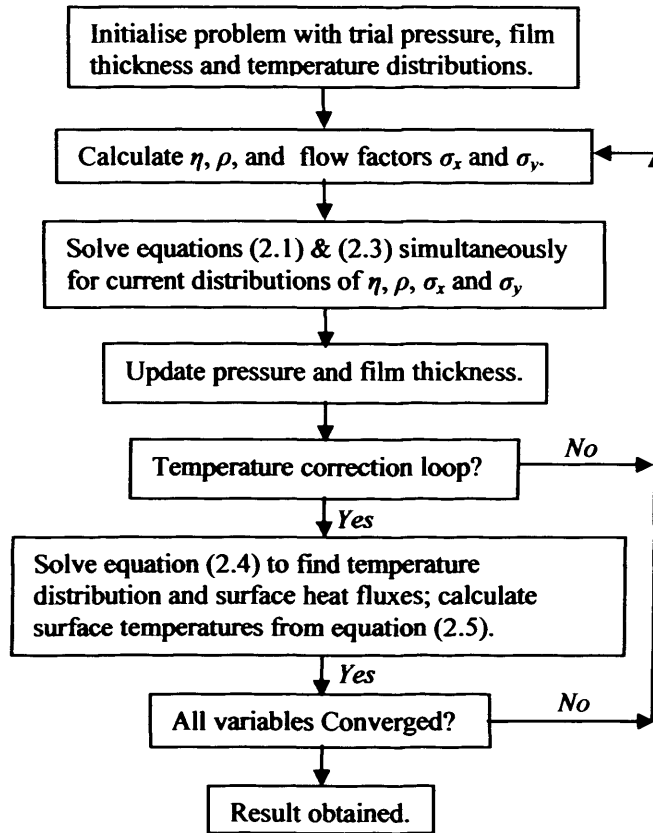 Initialise problem with trial pressure, film
thickness and temperature distributions.
Calculate η, ρ, and flow factors σx and σy.
Solve equations (2.1) & (2.3) simultaneously
for current distributions of η, ρ, σx and σy
Update pressure and film thickness.
Temperature correction loop?
No
Yes
Solve equation (2.4) to find temperature
distribution and surface heat fluxes; calculate
surface temperatures from equation (2.5).
Yes
All variables Converged?
No
Result obtained.